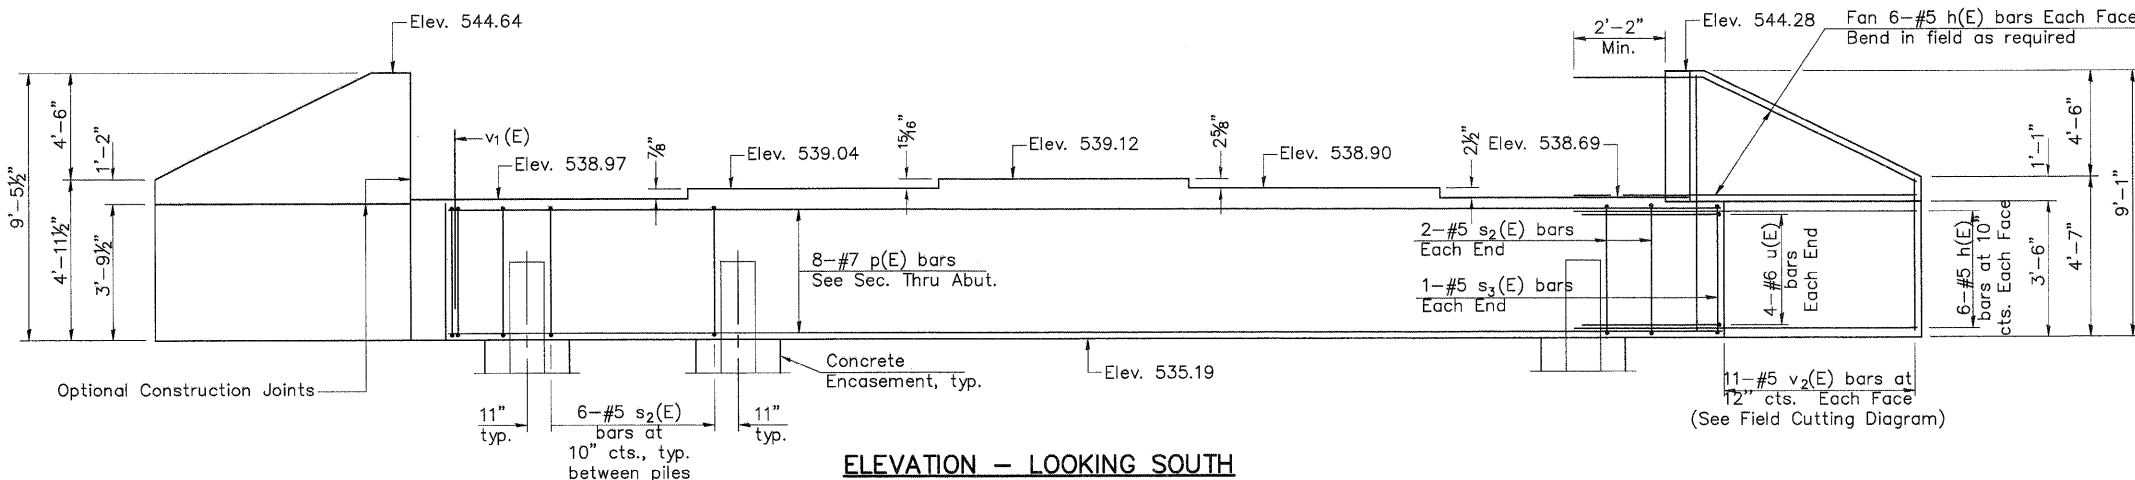 Elev. 544.64
Elev. 544.28
Fan 6-#5 h(E) bars Each Face
Bend in field as required
2'-2"
Min.
9'-5½"
4'-6"
1'-2"
4'-11½"
3'-9½"
v₁(E)
Elev. 538.97
⅞"
Elev. 539.04
15/16"
Elev. 539.12
2⅝"
Elev. 538.90
2½"
Elev. 538.69
8-#7 p(E) bars
See Sec. Thru Abut.
2-#5 s₂(E) bars
Each End
1-#5 s₃(E) bars
Each End
4-#6 u(E)
bars
Each End
6-#5 h(E)
bars at 10"
cts. Each Face
1'-1"
3'-6"
4'-6"
4'-7"
9'-1"
Optional Construction Joints
Concrete
Encasement, typ.
Elev. 535.19
11-#5 v₂(E) bars at
12" cts. Each Face
(See Field Cutting Diagram)
11"
typ.
6-#5 s₂(E)
bars at
10" cts., typ.
between piles
11"
typ.
ELEVATION - LOOKING SOUTH